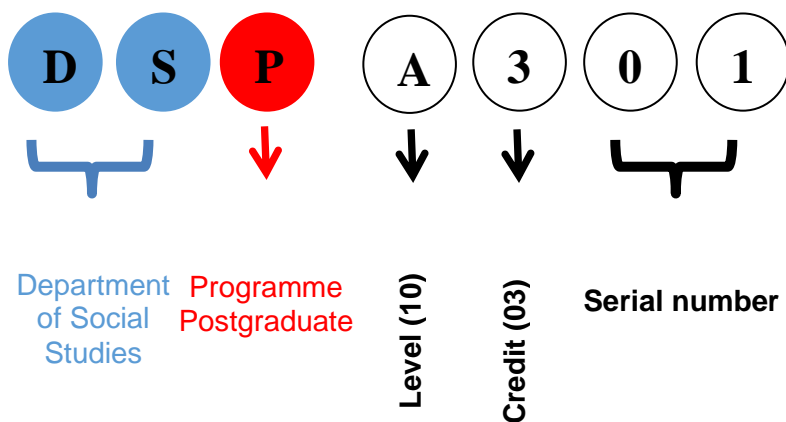 D S P A 3 0 1
Department
of Social
Studies
Programme
Postgraduate
Level (10)
Credit (03)
Serial number